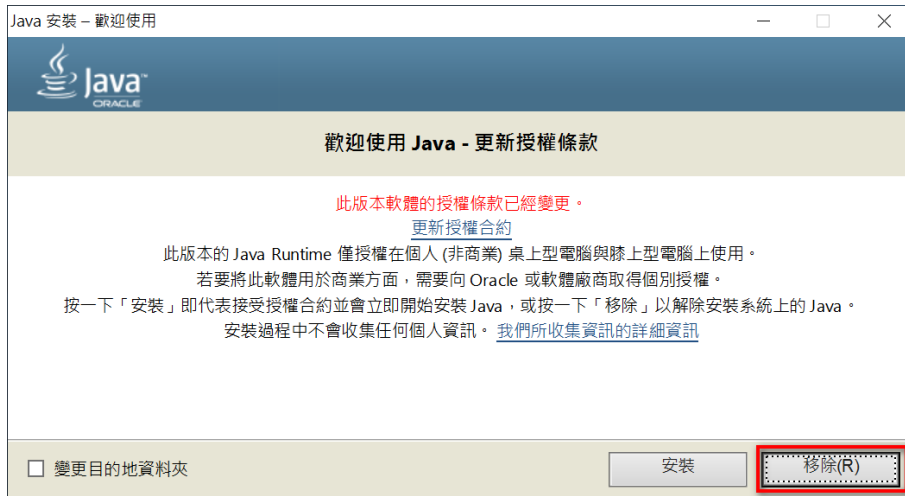 Java 安裝 – 歡迎使用
Java™
ORACLE
歡迎使用 Java - 更新授權條款
此版本軟體的授權條款已經變更。
更新授權合約
此版本的 Java Runtime 僅授權在個人 (非商業) 桌上型電腦與膝上型電腦上使用。
若要將此軟體用於商業方面，需要向 Oracle 或軟體廠商取得個別授權。
按一下「安裝」即代表接受授權合約並會立即開始安裝 Java，或按一下「移除」以解除安裝系統上的 Java。
安裝過程中不會收集任何個人資訊。 我們所收集資訊的詳細資訊
變更目的地資料夾
安裝
移除(R)